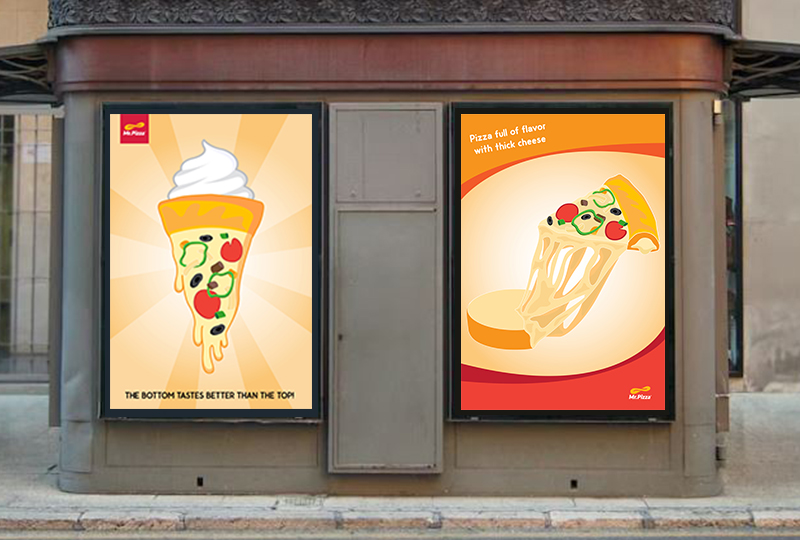 Mr.Pizza
THE BOTTOM TASTES BETTER THAN THE TOP!
Pizza full of flavor
with thick cheese
Mr.Pizza